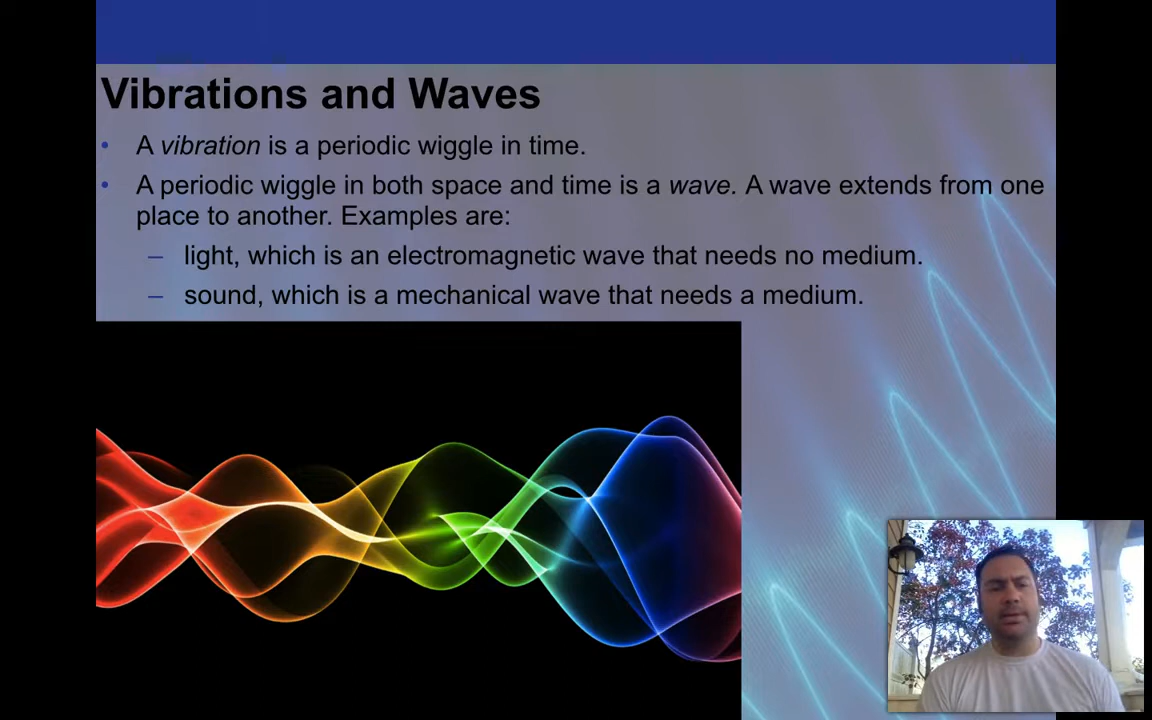 Vibrations and Waves
• A vibration is a periodic wiggle in time.
• A periodic wiggle in both space and time is a wave. A wave extends from one
place to another. Examples are:
– light, which is an electromagnetic wave that needs no medium.
– sound, which is a mechanical wave that needs a medium.